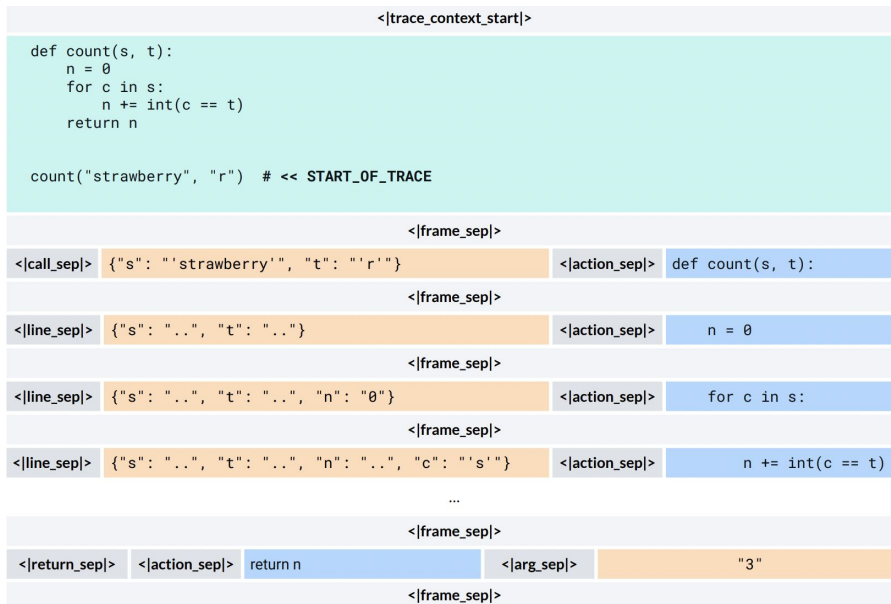 <|trace_context_start|>
def count(s, t):
    n = 0
    for c in s:
        n += int(c == t)
    return n
count("strawberry", "r")  # << START_OF_TRACE
<|frame_sep|>
<|call_sep|> {"s": "'strawberry'", "t": "'r'"} <|action_sep|> def count(s, t):
<|frame_sep|>
<|line_sep|> {"s": "..", "t": ".."} <|action_sep|>     n = 0
<|frame_sep|>
<|line_sep|> {"s": "..", "t": "..", "n": "0"} <|action_sep|>     for c in s:
<|frame_sep|>
<|line_sep|> {"s": "..", "t": "..", "n": "..", "c": "'s'"} <|action_sep|>         n += int(c == t)
...
<|frame_sep|>
<|return_sep|> <|action_sep|> return n <|arg_sep|> "3"
<|frame_sep|>